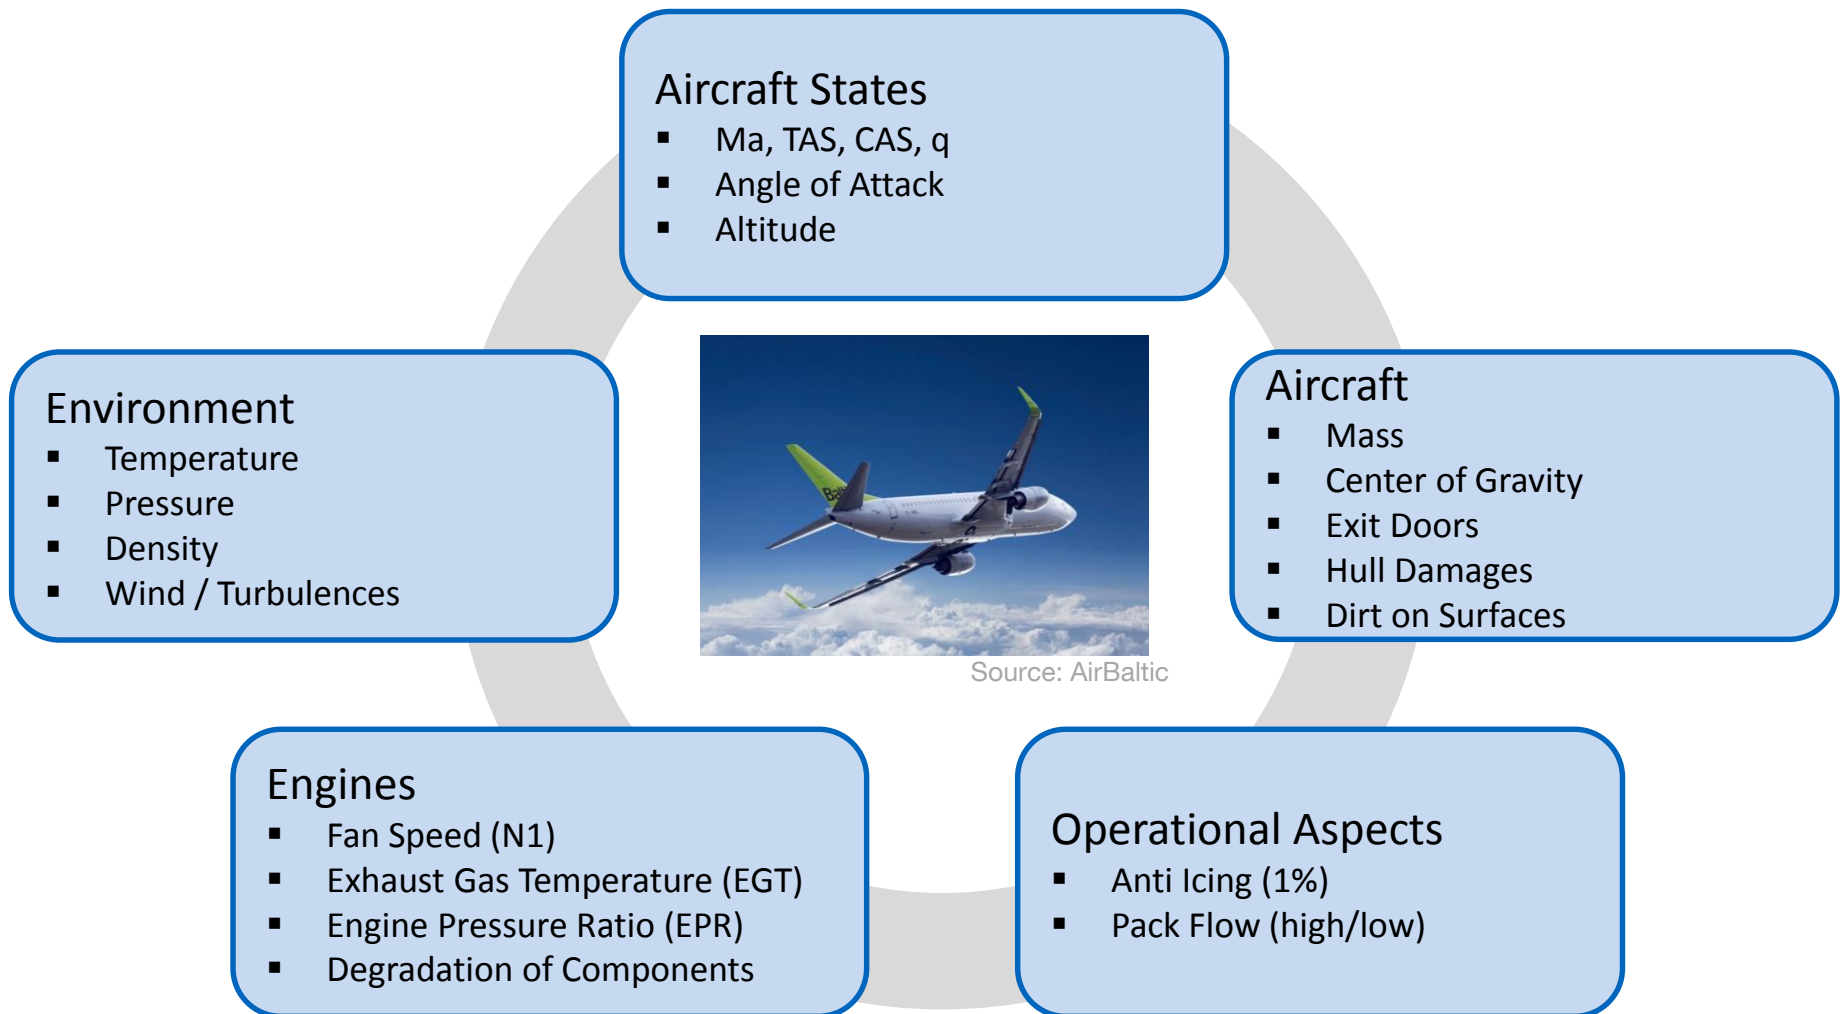 Aircraft States
▪ Ma, TAS, CAS, q
▪ Angle of Attack
▪ Altitude
Environment
▪ Temperature
▪ Pressure
▪ Density
▪ Wind / Turbulences
Aircraft
▪ Mass
▪ Center of Gravity
▪ Exit Doors
▪ Hull Damages
▪ Dirt on Surfaces
Source: AirBaltic
Engines
▪ Fan Speed (N1)
▪ Exhaust Gas Temperature (EGT)
▪ Engine Pressure Ratio (EPR)
▪ Degradation of Components
Operational Aspects
▪ Anti Icing (1%)
▪ Pack Flow (high/low)